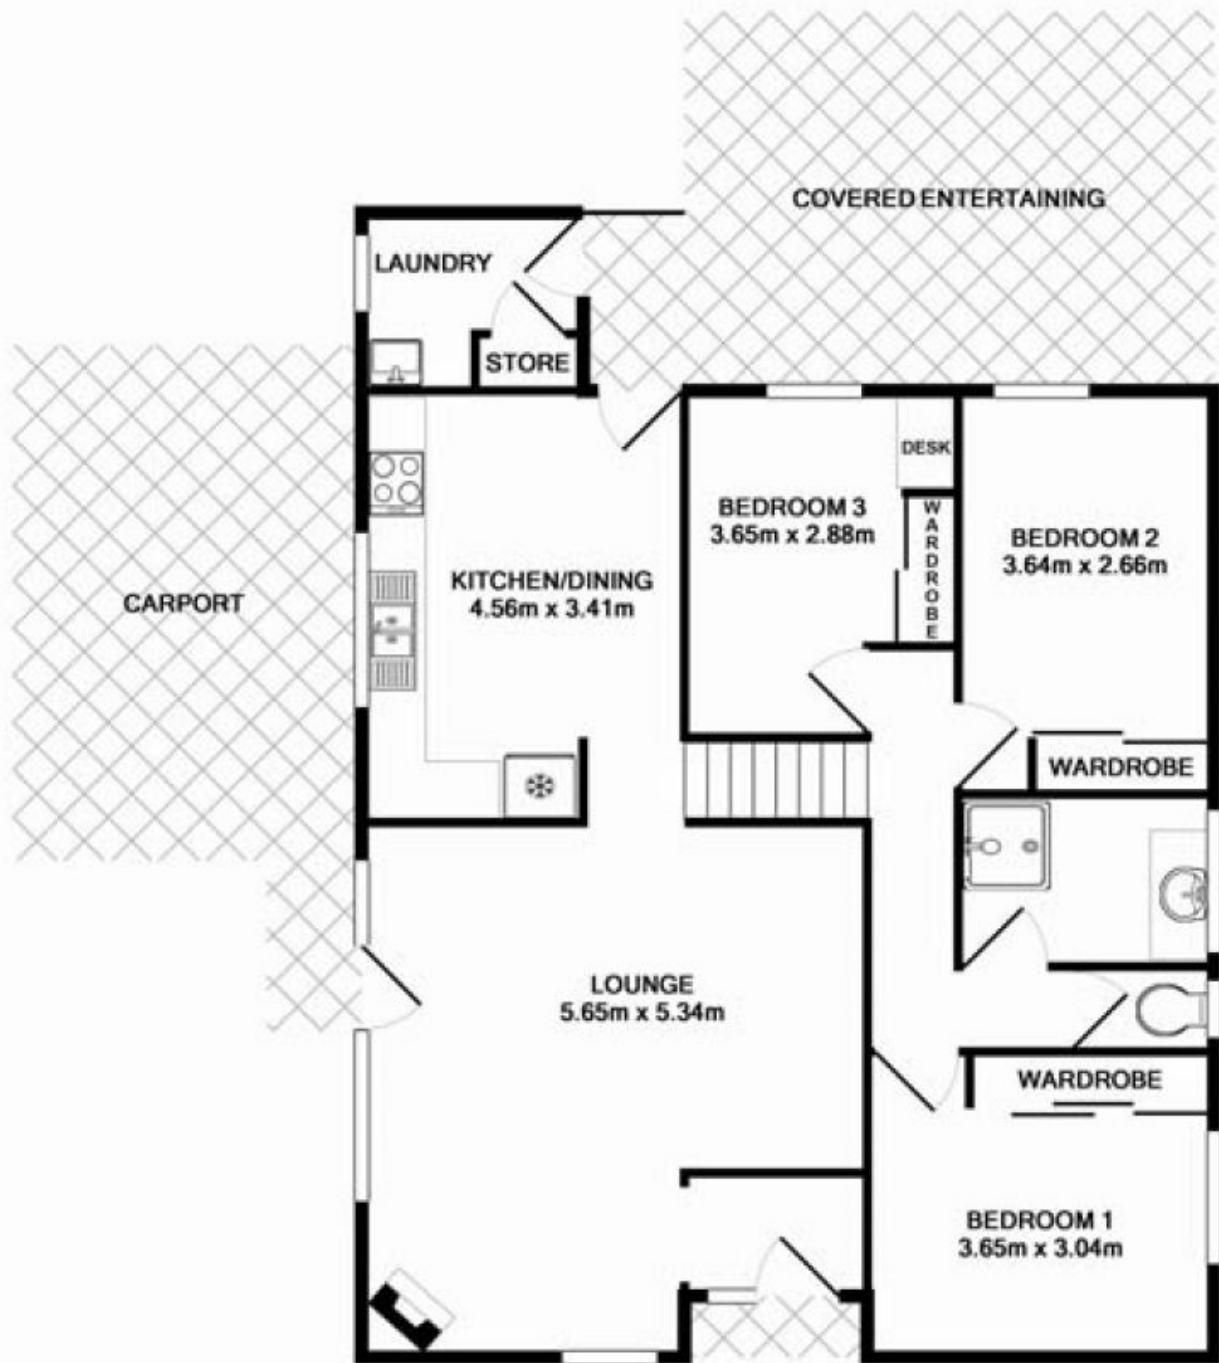 COVERED ENTERTAINING
LAUNDRY
STORE
CARPORT
KITCHEN/DINING
4.56m x 3.41m
BEDROOM 3
3.65m x 2.88m
DESK
WARDROBE
BEDROOM 2
3.64m x 2.66m
WARDROBE
LOUNGE
5.65m x 5.34m
WARDROBE
BEDROOM 1
3.65m x 3.04m